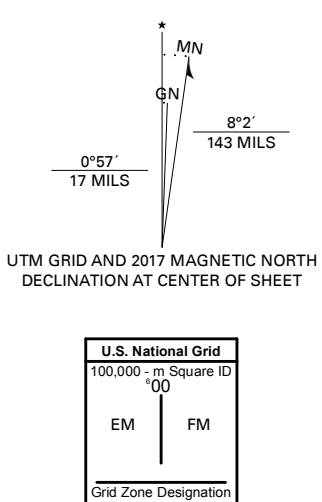 ★
MN
GN
8°2´
143 MILS
0°57´
17 MILS
UTM GRID AND 2017 MAGNETIC NORTH
DECLINATION AT CENTER OF SHEET
U.S. National Grid
100,000 - m Square ID
⁶00
EM FM
Grid Zone Designation